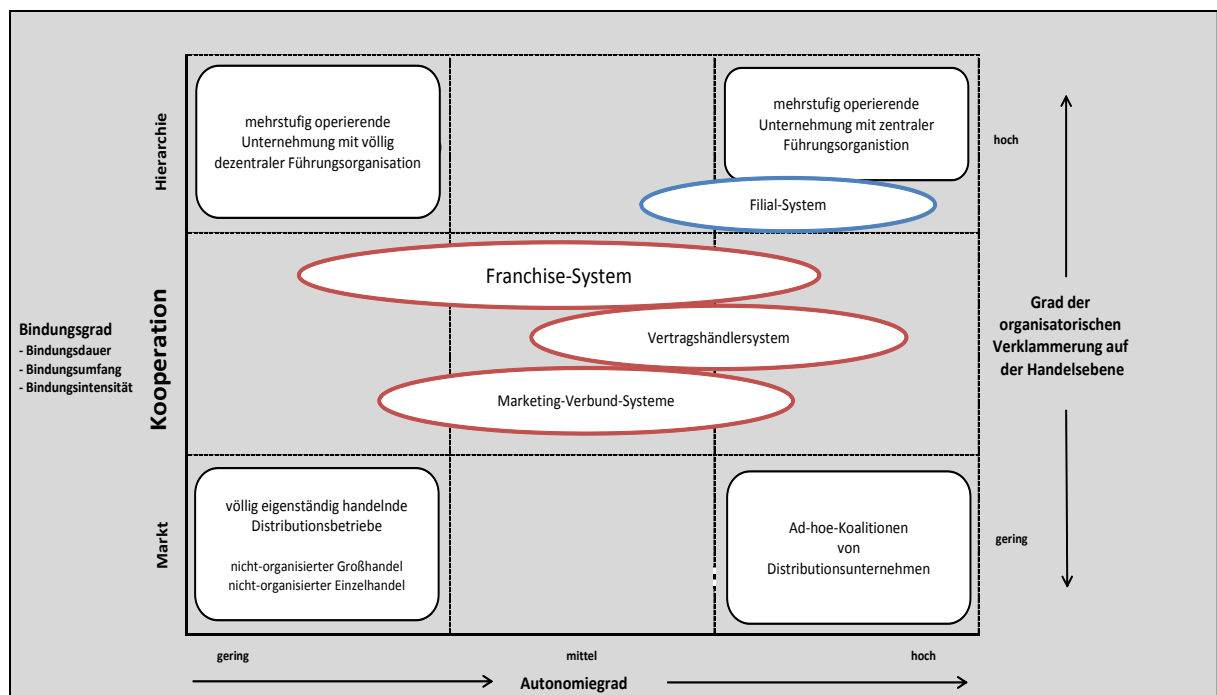 Hierarchie
mehrstufig operierende
Unternehmung mit völlig
dezentraler Führungsorganisation
mehrstufig operierende
Unternehmung mit zentraler
Führungsorganistion
hoch
Filial-System
Bindungsgrad
- Bindungsdauer
- Bindungsumfang
- Bindungsintensität
Kooperation
Franchise-System
Vertragshändlersystem
Marketing-Verbund-Systeme
Grad der
organisatorischen
Verklammerung auf
der Handelsebene
Markt
völlig eigenständig handelnde
Distributionsbetriebe
nicht-organisierter Großhandel
nicht-organisierter Einzelhandel
Ad-hoe-Koalitionen
von
Distributionsunternehmen
gering
gering
mittel
hoch
Autonomiegrad